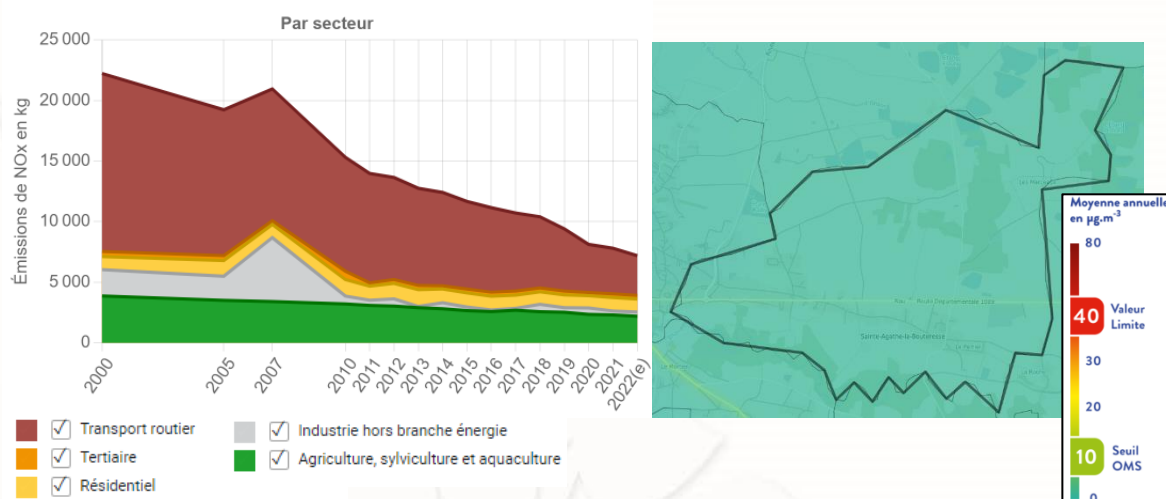 Par secteur
Émissions de NOx en kg
25 000
20 000
15 000
10 000
5 000
0
2000
2005
2007
2010
2011
2012
2013
2014
2015
2016
2017
2018
2019
2020
2021
2022(e)
Transport routier
Tertiaire
Résidentiel
Industrie hors branche énergie
Agriculture, sylviculture et aquaculture
Sainte-Agathe-la-Bouteresse
Moyenne annuelle
en µg.m-3
80
40 Valeur
Limite
30
20
10 Seuil
OMS
0